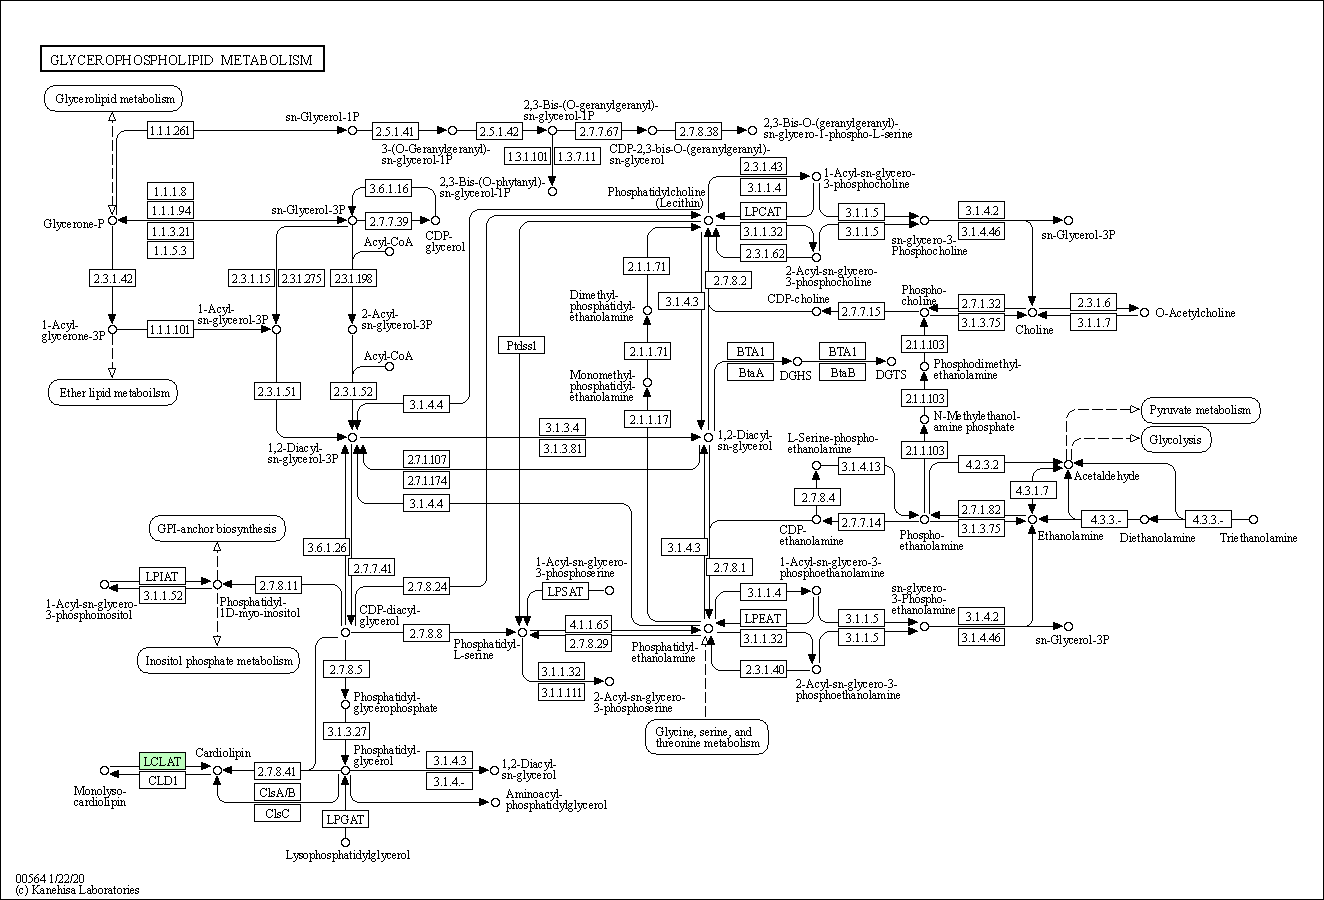 GLYCEROPHOSPHOLIPID METABOLISM
Glycerolipid metabolism
sn-Glycerol-1P
2,3-Bis-(O-geranylgeranyl)-
sn-glycerol-1P
1.1.1.261
2.5.1.41
2.5.1.42
2.7.7.67
2.7.8.38
2,3-Bis-O-(geranylgeranyl)-
sn-glycero-1-phospho-L-serine
3-(O-Geranylgeranyl)-
sn-glycerol-1P
1.3.1.101
1.3.7.11
CDP-2,3-bis-O-(geranylgeranyl)-
sn-glycerol
2,3-Bis-(O-phytanyl)-
sn-glycerol-1P
2.3.1.43
3.1.1.4
1-Acyl-sn-glycero-
3-phosphocholine
1.1.1.8
1.1.1.94
1.1.3.21
1.1.5.3
Glycerone-P
sn-Glycerol-3P
3.6.1.16
2.7.7.39
CDP-
glycerol
Acyl-CoA
Phosphatidylcholine
(Lecithin)
LPCAT
3.1.1.32
2.3.1.62
3.1.1.5
3.1.1.5
sn-glycero-3-
Phosphocholine
3.1.4.2
3.1.4.46
sn-Glycerol-3P
2.3.1.42
2.3.1.15
2.3.1.275
2.3.1.198
2.1.1.71
2.7.8.2
2-Acyl-sn-glycero-
3-phosphocholine
1-Acyl-
glycerone-3P
1.1.1.101
1-Acyl-
sn-glycerol-3P
2-Acyl-
sn-glycerol-3P
Dimethyl-
phosphatidyl-
ethanolamine
3.1.4.3
CDP-choline
2.7.7.15
Phospho-
choline
2.7.1.32
3.1.3.75
Choline
2.3.1.6
3.1.1.7
O-Acetylcholine
Ether lipid metaboilsm
Acyl-CoA
Ptdss1
2.1.1.71
BTA1
BtaA
DGHS
BTA1
BtaB
DGTS
2.1.1.103
Phosphodimethyl-
ethanolamine
2.3.1.51
2.3.1.52
3.1.4.4
Monomethyl-
phosphatidyl-
ethanolamine
2.1.1.17
2.1.1.103
N-Methylethanol-
amine phosphate
Pyruvate metabolism
Glycolysis
1,2-Diacyl-
sn-glycerol-3P
3.1.3.4
3.1.3.81
1,2-Diacyl-
sn-glycerol
L-Serine-phospho-
ethanolamine
2.1.1.103
2.7.1.107
2.7.1.174
3.1.4.4
3.1.4.13
4.2.3.2
Acetaldehyde
2.7.8.4
4.3.1.7
GPI-anchor biosynthesis
CDP-
ethanolamine
2.7.7.14
Phospho-
ethanolamine
2.7.1.82
3.1.3.75
Ethanolamine
4.3.3.-
Diethanolamine
4.3.3.-
Triethanolamine
3.6.1.26
2.7.7.41
3.1.4.3
2.7.8.1
1-Acyl-sn-glycero-
3-phosphoserine
1-Acyl-sn-glycero-3-
phosphoethanolamine
LPIAT
3.1.1.52
1-Acyl-sn-glycero-
3-phosphoinositol
2.7.8.11
Phosphatidyl-
1D-myo-inositol
2.7.8.24
LPSAT
3.1.1.4
LPEAT
3.1.1.32
2.3.1.40
3.1.1.5
3.1.1.5
sn-glycero-
3-Phospho-
ethanolamine
3.1.4.2
3.1.4.46
sn-Glycerol-3P
CDP-diacyl-
glycerol
2.7.8.8
Phosphatidyl-
L-serine
4.1.1.65
2.7.8.29
Phosphatidyl-
ethanolamine
Inositol phosphate metabolism
2.7.8.5
3.1.1.32
3.1.1.111
2-Acyl-sn-glycero-
3-phosphoserine
2-Acyl-sn-glycero-3-
phosphoethanolamine
Phosphatidyl-
glycerophosphate
3.1.3.27
Glycine, serine, and
threonine metabolism
LCLAT
CLD1
Monolyso-
cardiolipin
Cardiolipin
2.7.8.41
ClsA/B
ClsC
Phosphatidyl-
glycerol
3.1.4.3
3.1.4.-
1,2-Diacyl-
sn-glycerol
Aminoacyl-
phosphatidylglycerol
LPGAT
Lysophosphatidylglycerol
00564 1/22/20
(c) Kanehisa Laboratories